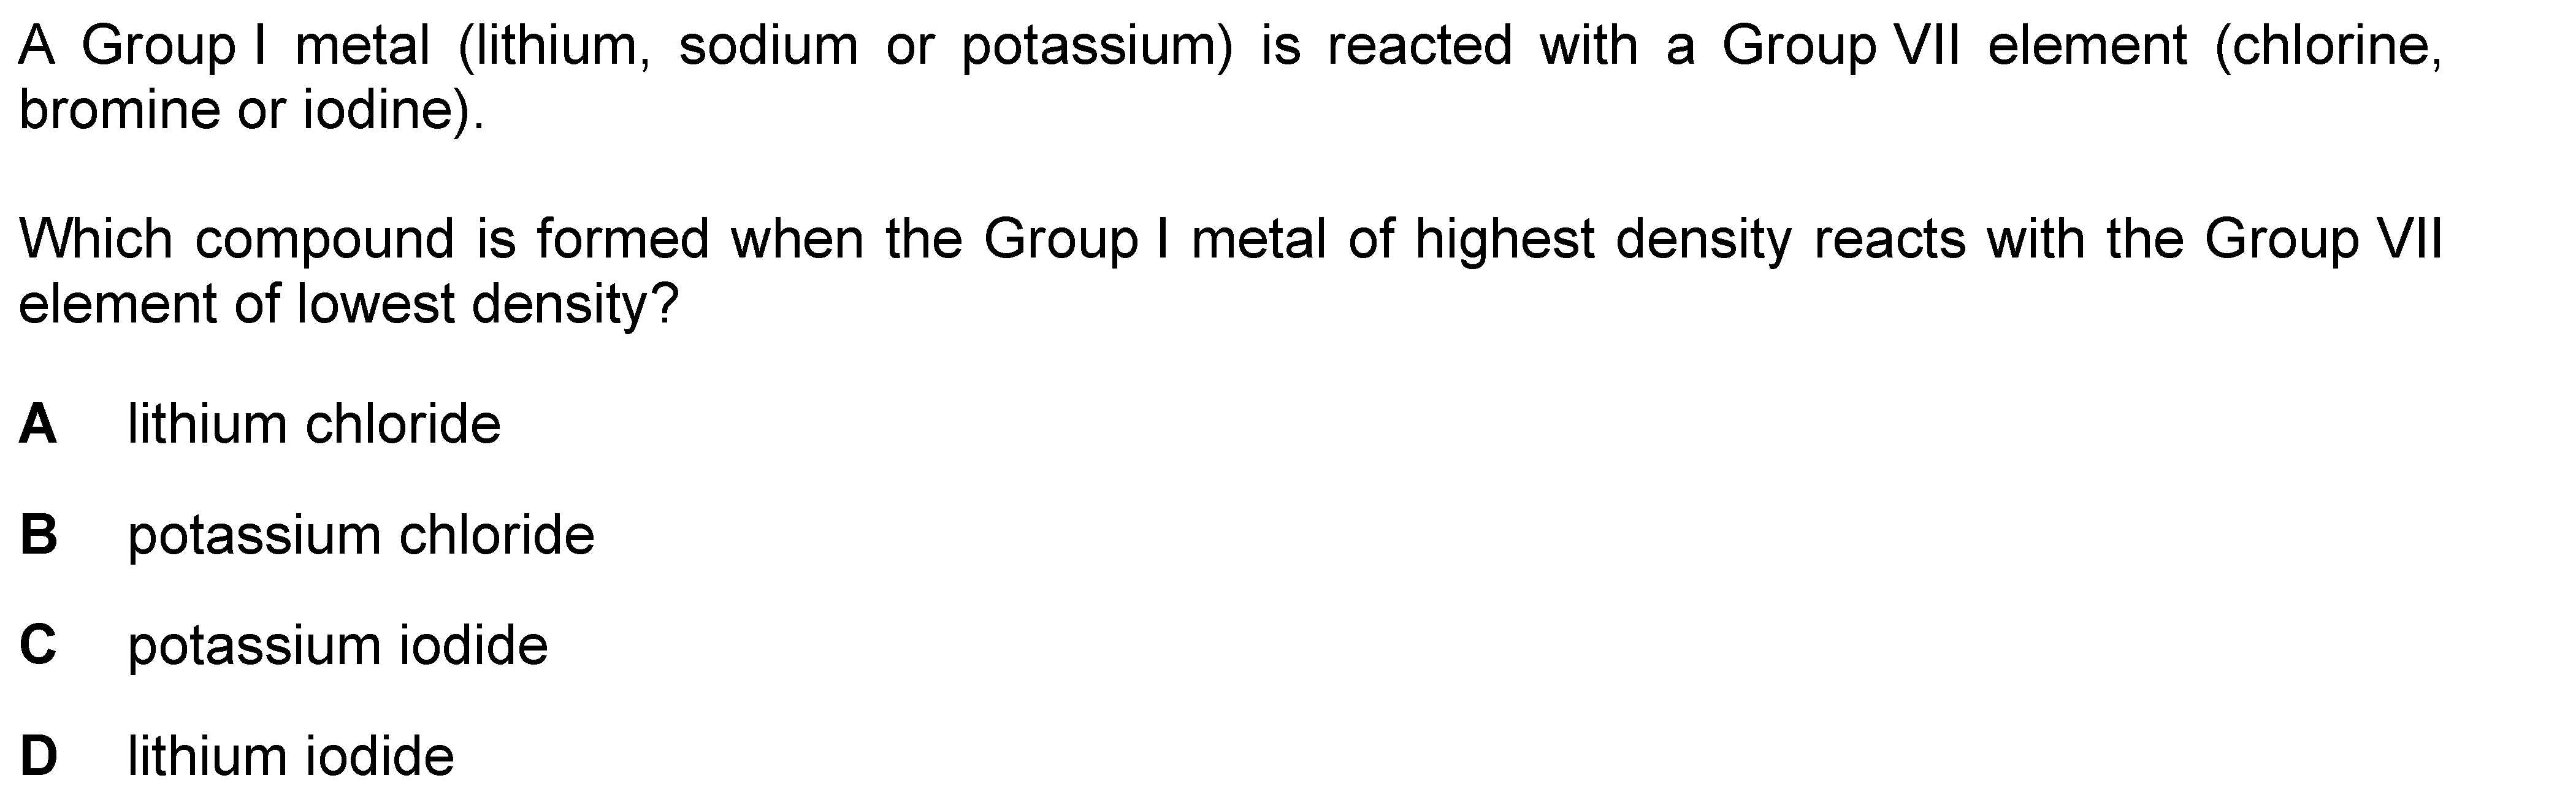 A Group I metal (lithium, sodium or potassium) is reacted with a Group VII element (chlorine,
bromine or iodine).
Which compound is formed when the Group I metal of highest density reacts with the Group VII
element of lowest density?
A lithium chloride
B potassium chloride
C potassium iodide
D lithium iodide